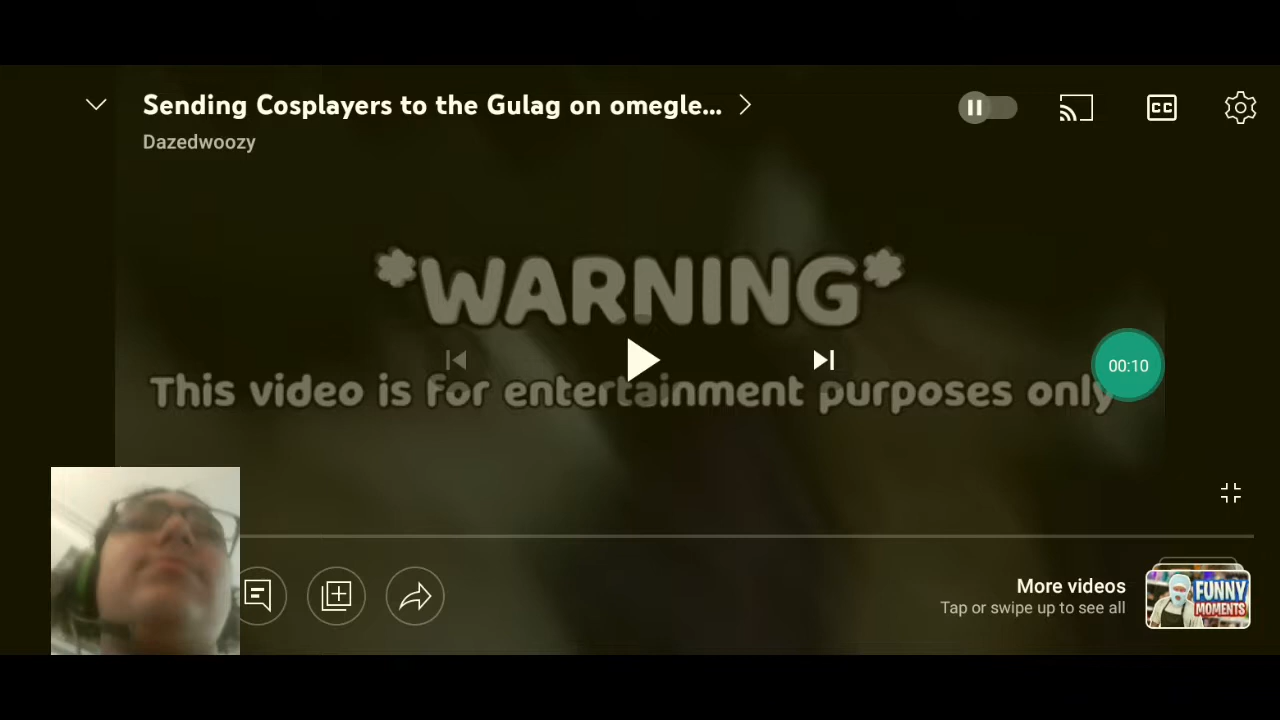 Sending Cosplayers to the Gulag on omegle...
Dazedwoozy
CC
*WARNING*
This video is for entertainment purposes only
00:10
More videos
Tap or swipe up to see all
FUNNY
MOMENTS